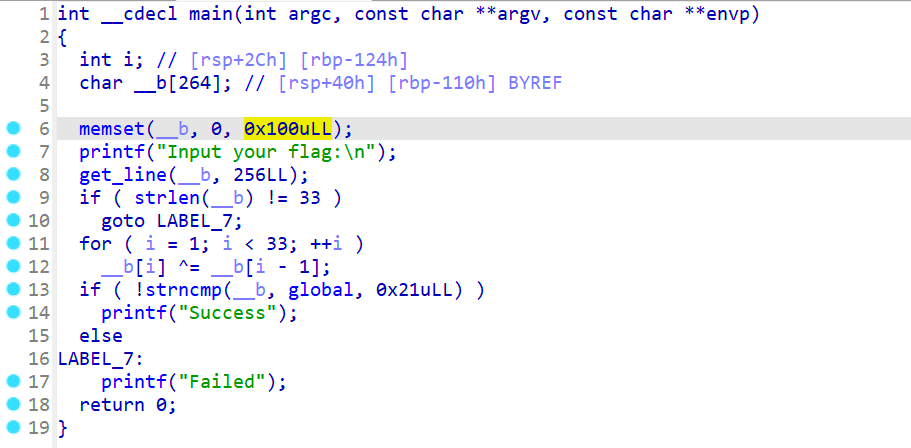 1 int __cdecl main(int argc, const char **argv, const char **envp)
2 {
3   int i; // [rsp+2Ch] [rbp-124h]
4   char __b[264]; // [rsp+40h] [rbp-110h] BYREF
5
6   memset(__b, 0, 0x100uLL);
7   printf("Input your flag:\n");
8   get_line(__b, 256LL);
9   if ( strlen(__b) != 33 )
10     goto LABEL_7;
11   for ( i = 1; i < 33; ++i )
12     __b[i] ^= __b[i - 1];
13   if ( !strncmp(__b, global, 0x21uLL) )
14     printf("Success");
15   else
16 LABEL_7:
17     printf("Failed");
18   return 0;
19 }